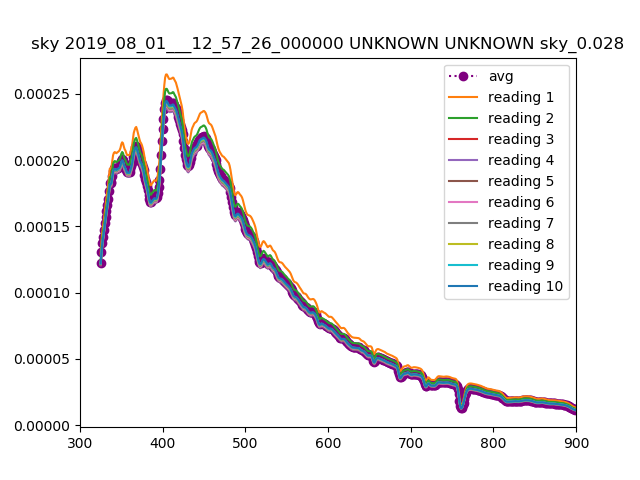 sky 2019_08_01___12_57_26_000000 UNKNOWN UNKNOWN sky_0.028
avg
reading 1
reading 2
reading 3
reading 4
reading 5
reading 6
reading 7
reading 8
reading 9
reading 10
0.00025
0.00020
0.00015
0.00010
0.00005
0.00000
300 400 500 600 700 800 900